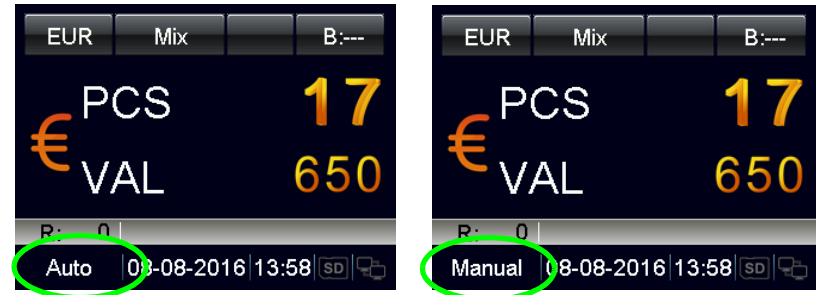 EUR Mix B:---
€ PCS 17
VAL 650
R: 0
Auto 08-08-2016 13:58 SD
EUR Mix B:---
€ PCS 17
VAL 650
R: 0
Manual 08-08-2016 13:58 SD